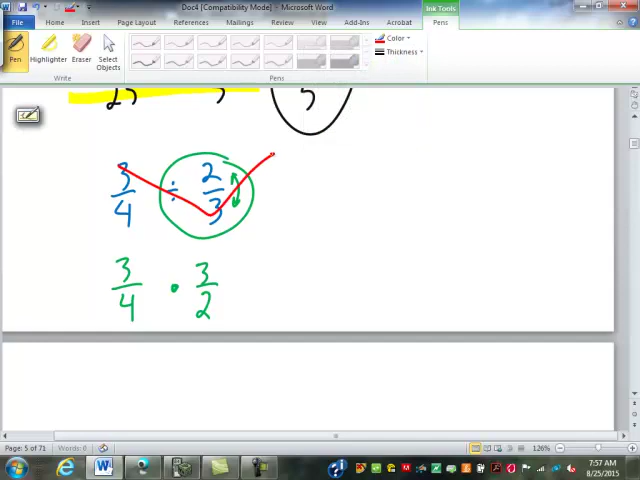 Doc4 [Compatibility Mode] - Microsoft Word
Ink Tools
File Home Insert Page Layout References Mailings Review View Add-Ins Acrobat Pens
Pen Highlighter Eraser Select Objects
Color
Thickness
Write
Pens
5
3/4 ÷ 2/3
3/4 · 3/2
Page: 5 of 71 Words: 0 126%
7:57 AM
8/25/2015